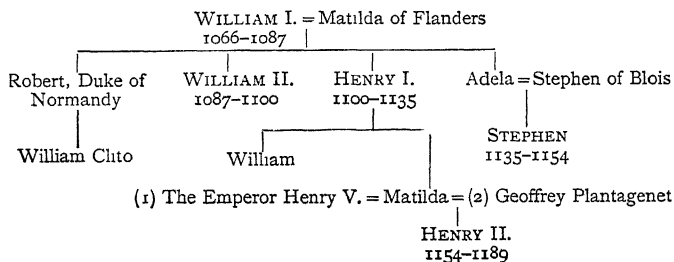 WILLIAM I. = Matilda of Flanders
1066–1087
Robert, Duke of Normandy
WILLIAM II.
1087–1100
HENRY I.
1100–1135
Adela = Stephen of Blois
William Clito
William
STEPHEN
1135–1154
(1) The Emperor Henry V. = Matilda = (2) Geoffrey Plantagenet
HENRY II.
1154–1189